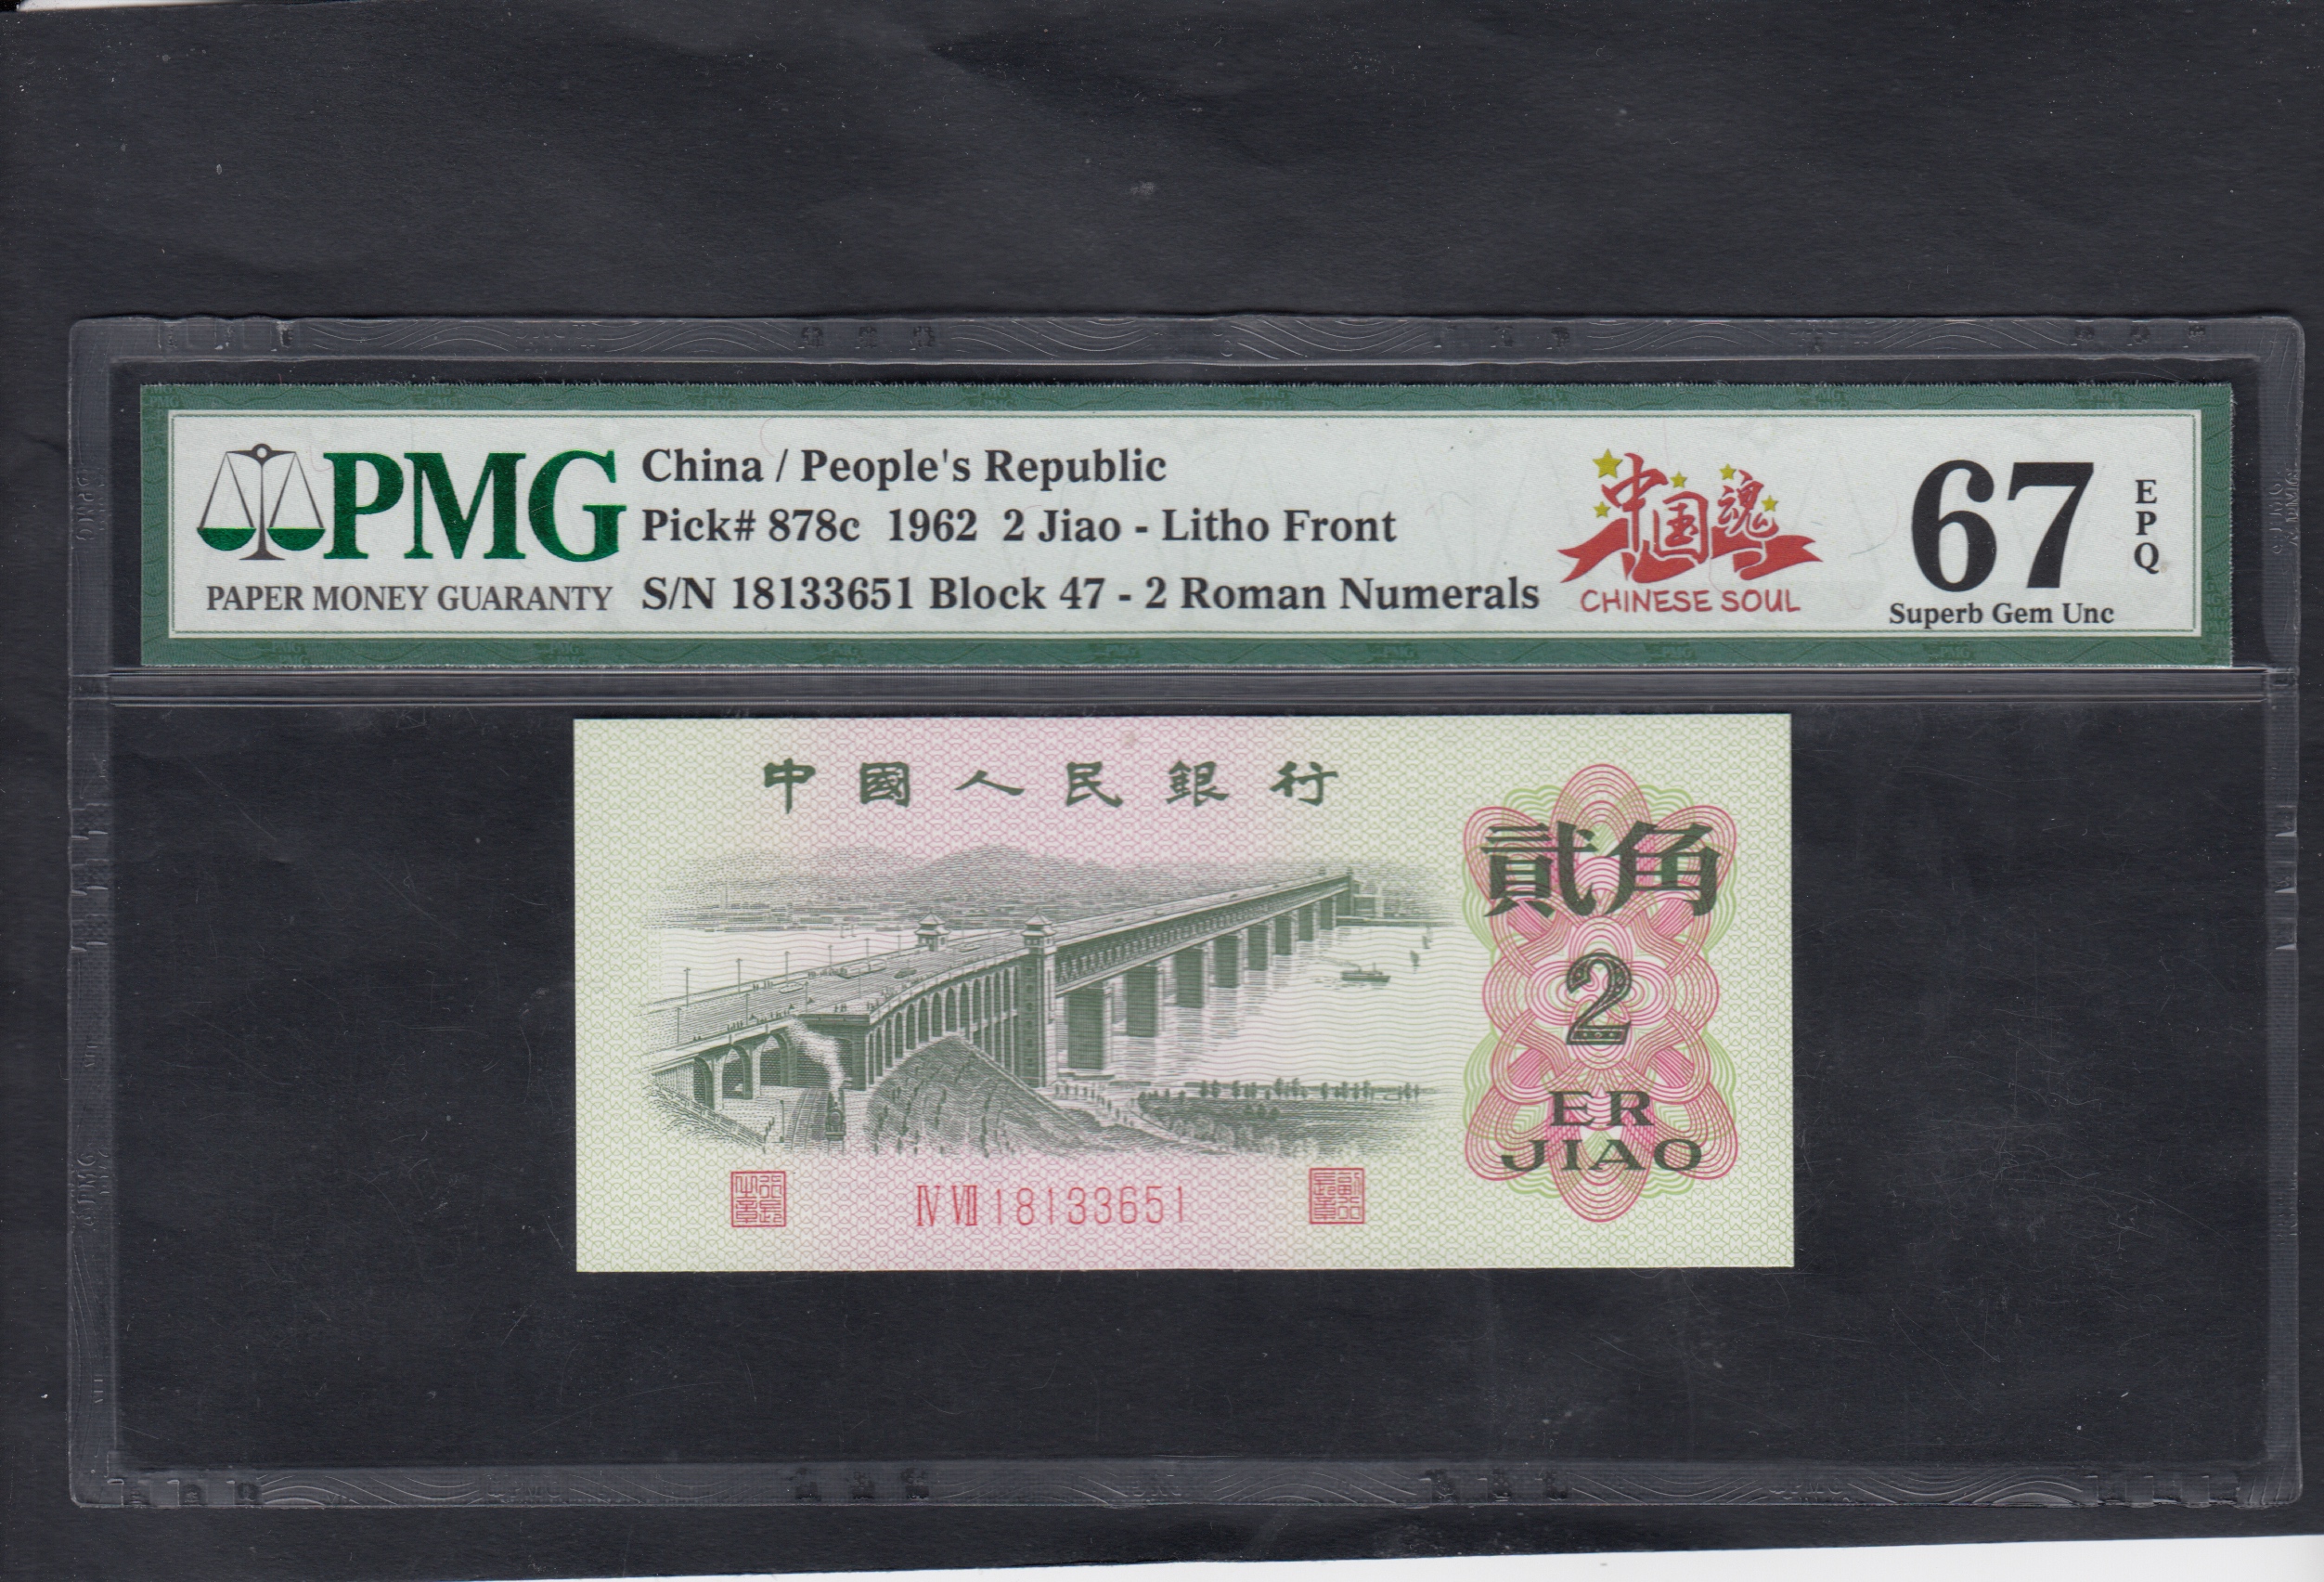 PMG
PAPER MONEY GUARANTY
China / People's Republic
Pick# 878c 1962 2 Jiao - Litho Front
S/N 18133651 Block 47 - 2 Roman Numerals
中国魂
CHINESE SOUL
67
Superb Gem Unc
EPQ
中國人民銀行
貳角
2
ER
JIAO
Ⅳ Ⅶ 18133651